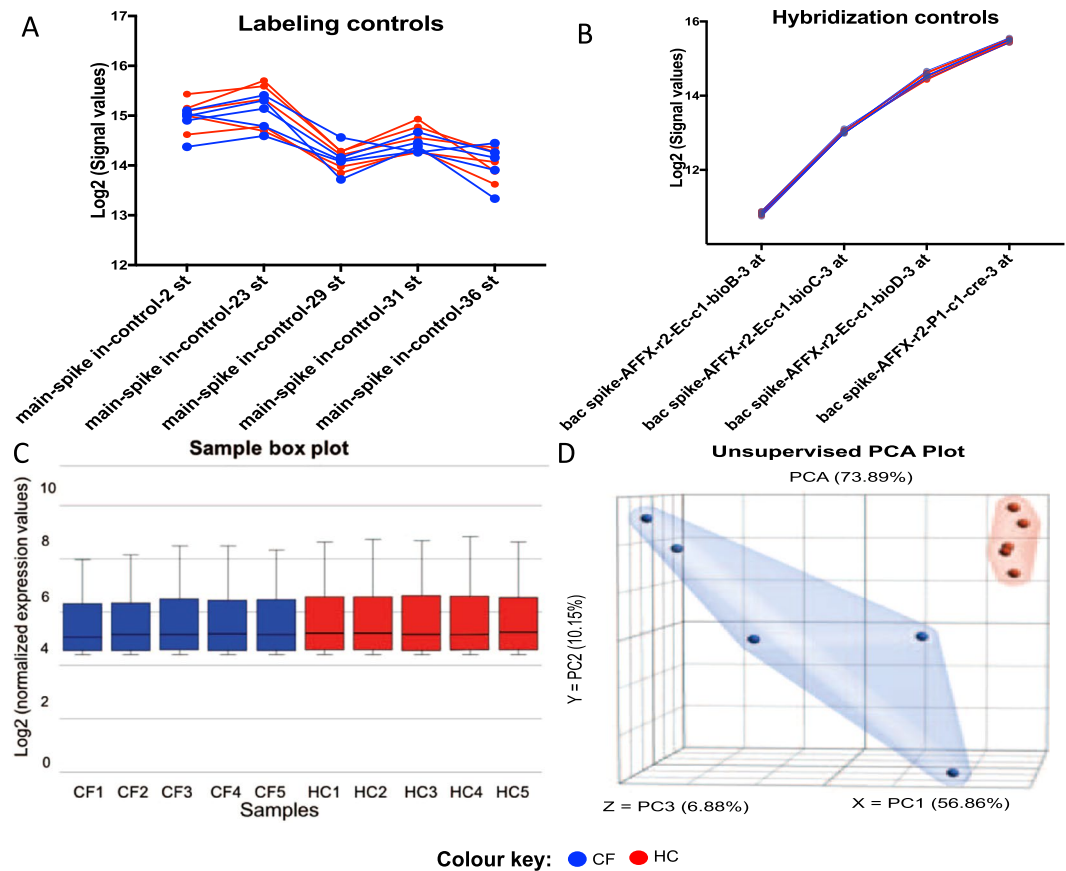 A
Labeling controls
Log2 (Signal values)
17
16
15
14
13
12
main-spike in-control-2 st
main-spike in-control-23 st
main-spike in-control-29 st
main-spike in-control-31 st
main-spike in-control-36 st
B
Hybridization controls
Log2 (Signal values)
16
14
12
bac spike-AFFX-r2-Ec-c1-bioB-3 at
bac spike-AFFX-r2-Ec-c1-bioC-3 at
bac spike-AFFX-r2-Ec-c1-bioD-3 at
bac spike-AFFX-r2-P1-c1-cre-3 at
C
Sample box plot
Log2 (normalized expression values)
10
8
6
4
2
0
CF1 CF2 CF3 CF4 CF5 HC1 HC2 HC3 HC4 HC5
Samples
D
Unsupervised PCA Plot
PCA (73.89%)
Y = PC2 (10.15%)
Z = PC3 (6.88%)
X = PC1 (56.86%)
Colour key: CF HC